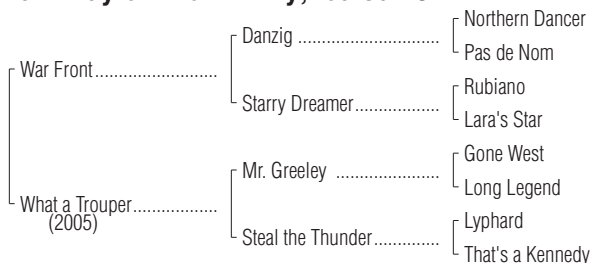 Northern Dancer
Danzig ................................
Pas de Nom
War Front...........................
Rubiano
Starry Dreamer...................
Lara's Star
Gone West
Mr. Greeley .......................
Long Legend
What a Trouper...................
(2005)
Lyphard
Steal the Thunder...............
That's a Kennedy